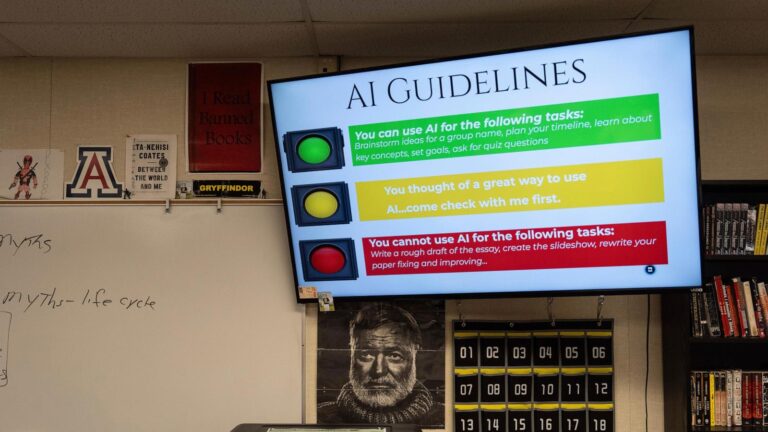 AI GUIDELINES
You can use AI for the following tasks:
Brainstorm ideas for a group name, plan your timeline, learn about
key concepts, set goals, ask for quiz questions
You thought of a great way to use
AI...come check with me first.
You cannot use AI for the following tasks:
Write a rough draft of the essay, create the slideshow, rewrite your
paper fixing and improving...
I Read
Banned
Books
A
TA-NEHISI
COATES
BETWEEN
THE WORLD
AND ME
GRYFFINDOR
myths
myths - life cycle
01 02 03 04 05 06
07 08 09 10 11 12
13 14 15 16 17 18